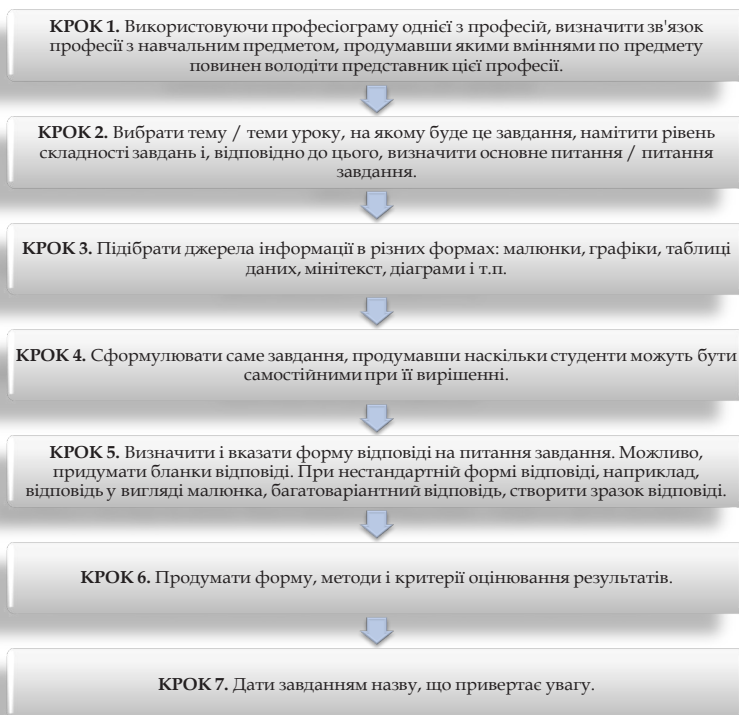 КРОК 1. Використовуючи професіограму однієї з професій, визначити зв'язок
професії з навчальним предметом, продумавши якими вміннями по предмету
повинен володіти представник цієї професії.
КРОК 2. Вибрати тему / теми уроку, на якому буде це завдання, намітити рівень
складності завдань і, відповідно до цього, визначити основне питання / питання
завдання.
КРОК 3. Підібрати джерела інформації в різних формах: малюнки, графіки, таблиці
даних, мінітекст, діаграми і т.п.
КРОК 4. Сформулювати саме завдання, продумавши наскільки студенти можуть бути
самостійними при її вирішенні.
КРОК 5. Визначити і вказати форму відповіді на питання завдання. Можливо,
придумати бланки відповіді. При нестандартній формі відповіді, наприклад,
відповідь у вигляді малюнка, багатоваріантний відповідь, створити зразок відповіді.
КРОК 6. Продумати форму, методи і критерії оцінювання результатів.
КРОК 7. Дати завданням назву, що привертає увагу.